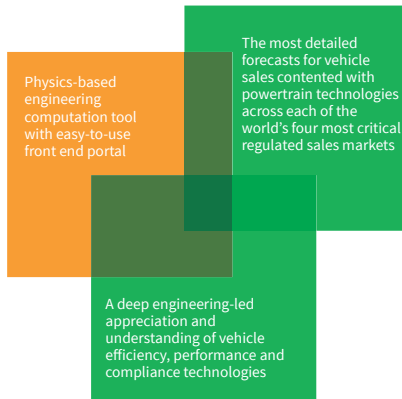 Physics-based
engineering
computation tool
with easy-to-use
front end portal
The most detailed
forecasts for vehicle
sales contented with
powertrain technologies
across each of the
world’s four most critical
regulated sales markets
A deep engineering-led
appreciation and
understanding of vehicle
efficiency, performance and
compliance technologies